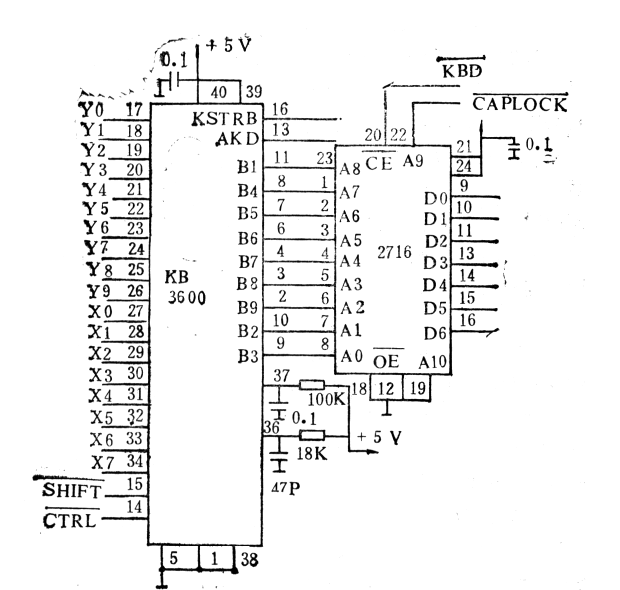 + 5 V
0.1
40 39
KBD
CAPLOCK
Y0 17
Y1 18
Y2 19
Y3 20
Y4 21
Y5 22
Y6 23
Y7 24
Y8 25
Y9 26
X0 27
X1 28
X2 29
X3 30
X4 31
X5 32
X6 33
X7 34
SHIFT 15
CTRL 14
KB
3600
KSTRB 16
AKD 13
B1 11 23 A8
B4 8 1 A7
B5 7 2 A6
B6 6 3 A5
B7 4 4 A4
B8 3 5 A3
B9 2 6 A2
B2 10 7 A1
B3 9 8 A0
20 22
CE A9
21
24
0.1
2716
D0 9
D1 10
D2 11
D3 13
D4 14
D5 15
D6 16
OE A10
18 12 19
37
100K
0.1
36
18K
+ 5 V
47P
5 1 38